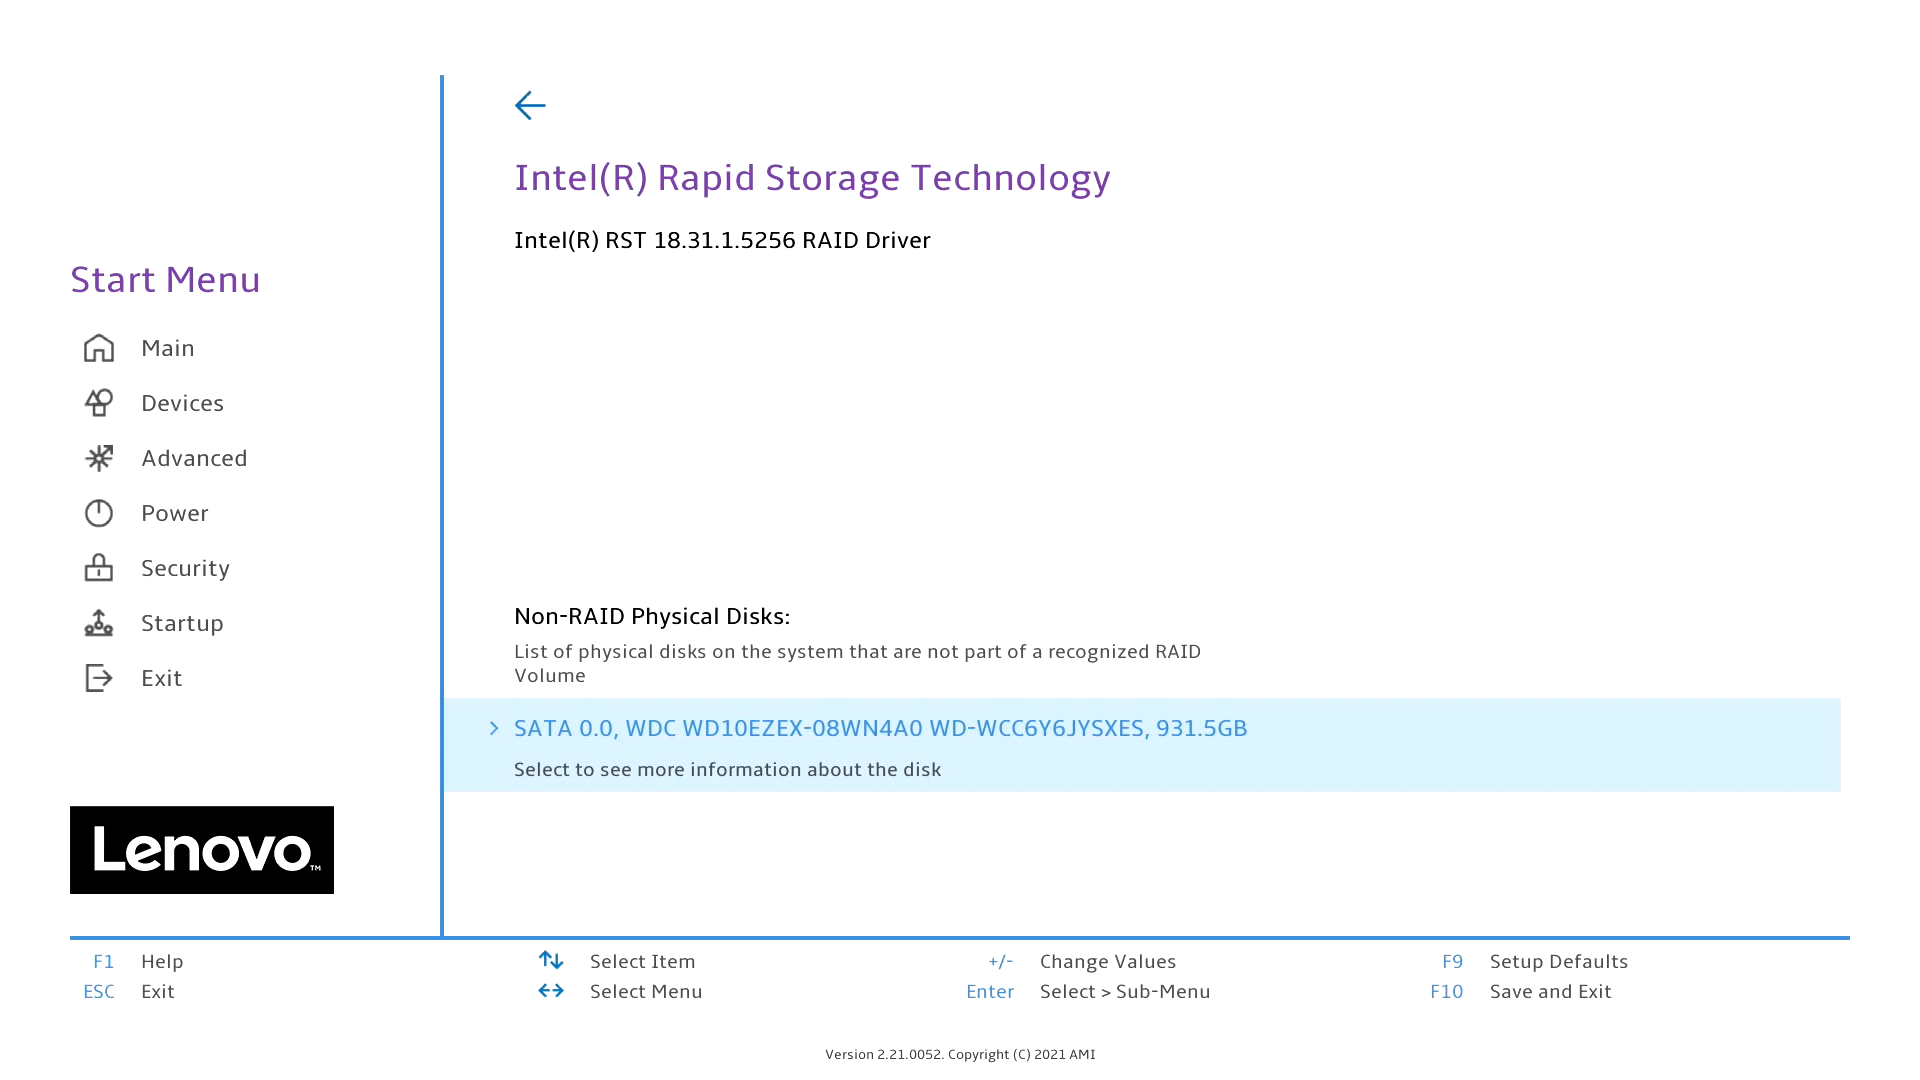 Intel(R) Rapid Storage Technology
Intel(R) RST 18.31.1.5256 RAID Driver
Start Menu
Main
Devices
Advanced
Power
Security
Startup
Exit
Non-RAID Physical Disks:
List of physical disks on the system that are not part of a recognized RAID
Volume
SATA 0.0, WDC WD10EZEX-08WN4A0 WD-WCC6Y6JYSXES, 931.5GB
Select to see more information about the disk
Lenovo™
F1 Help
Select Item
+/- Change Values
F9 Setup Defaults
ESC Exit
Select Menu
Enter Select > Sub-Menu
F10 Save and Exit
Version 2.21.0052. Copyright (C) 2021 AMI